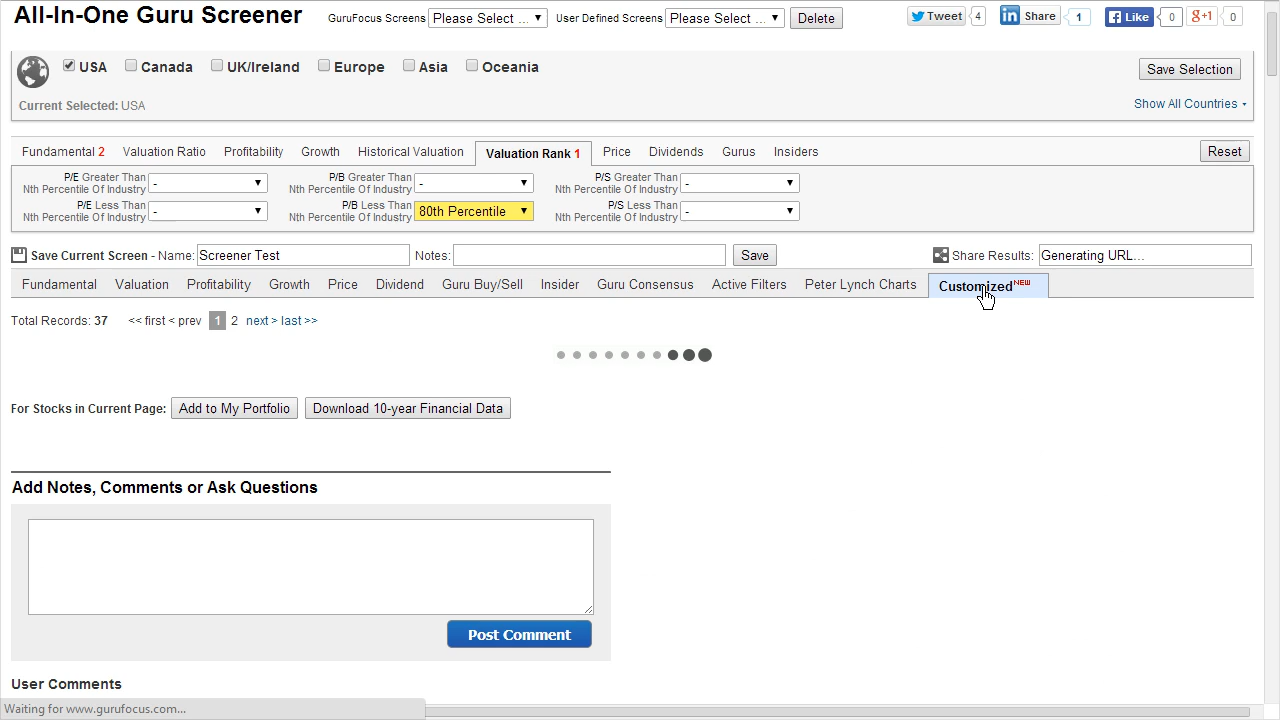 All-In-One Guru Screener GuruFocus Screens Please Select ... User Defined Screens Please Select ... Delete Tweet 4 Share 1 Like 0 +1 0
USA Canada UK/Ireland Europe Asia Oceania Save Selection
Current Selected: USA Show All Countries
Fundamental 2 Valuation Ratio Profitability Growth Historical Valuation Valuation Rank 1 Price Dividends Gurus Insiders Reset
P/E Greater Than
Nth Percentile Of Industry -
P/B Greater Than
Nth Percentile Of Industry -
P/S Greater Than
Nth Percentile Of Industry -
P/E Less Than
Nth Percentile Of Industry -
P/B Less Than
Nth Percentile Of Industry 80th Percentile
P/S Less Than
Nth Percentile Of Industry -
Save Current Screen - Name: Screener Test Notes: Save Share Results: Generating URL...
Fundamental Valuation Profitability Growth Price Dividend Guru Buy/Sell Insider Guru Consensus Active Filters Peter Lynch Charts Customized NEW
Total Records: 37 << first < prev 1 2 next > last >>
For Stocks in Current Page: Add to My Portfolio Download 10-year Financial Data
Add Notes, Comments or Ask Questions
Post Comment
User Comments
Waiting for www.gurufocus.com...